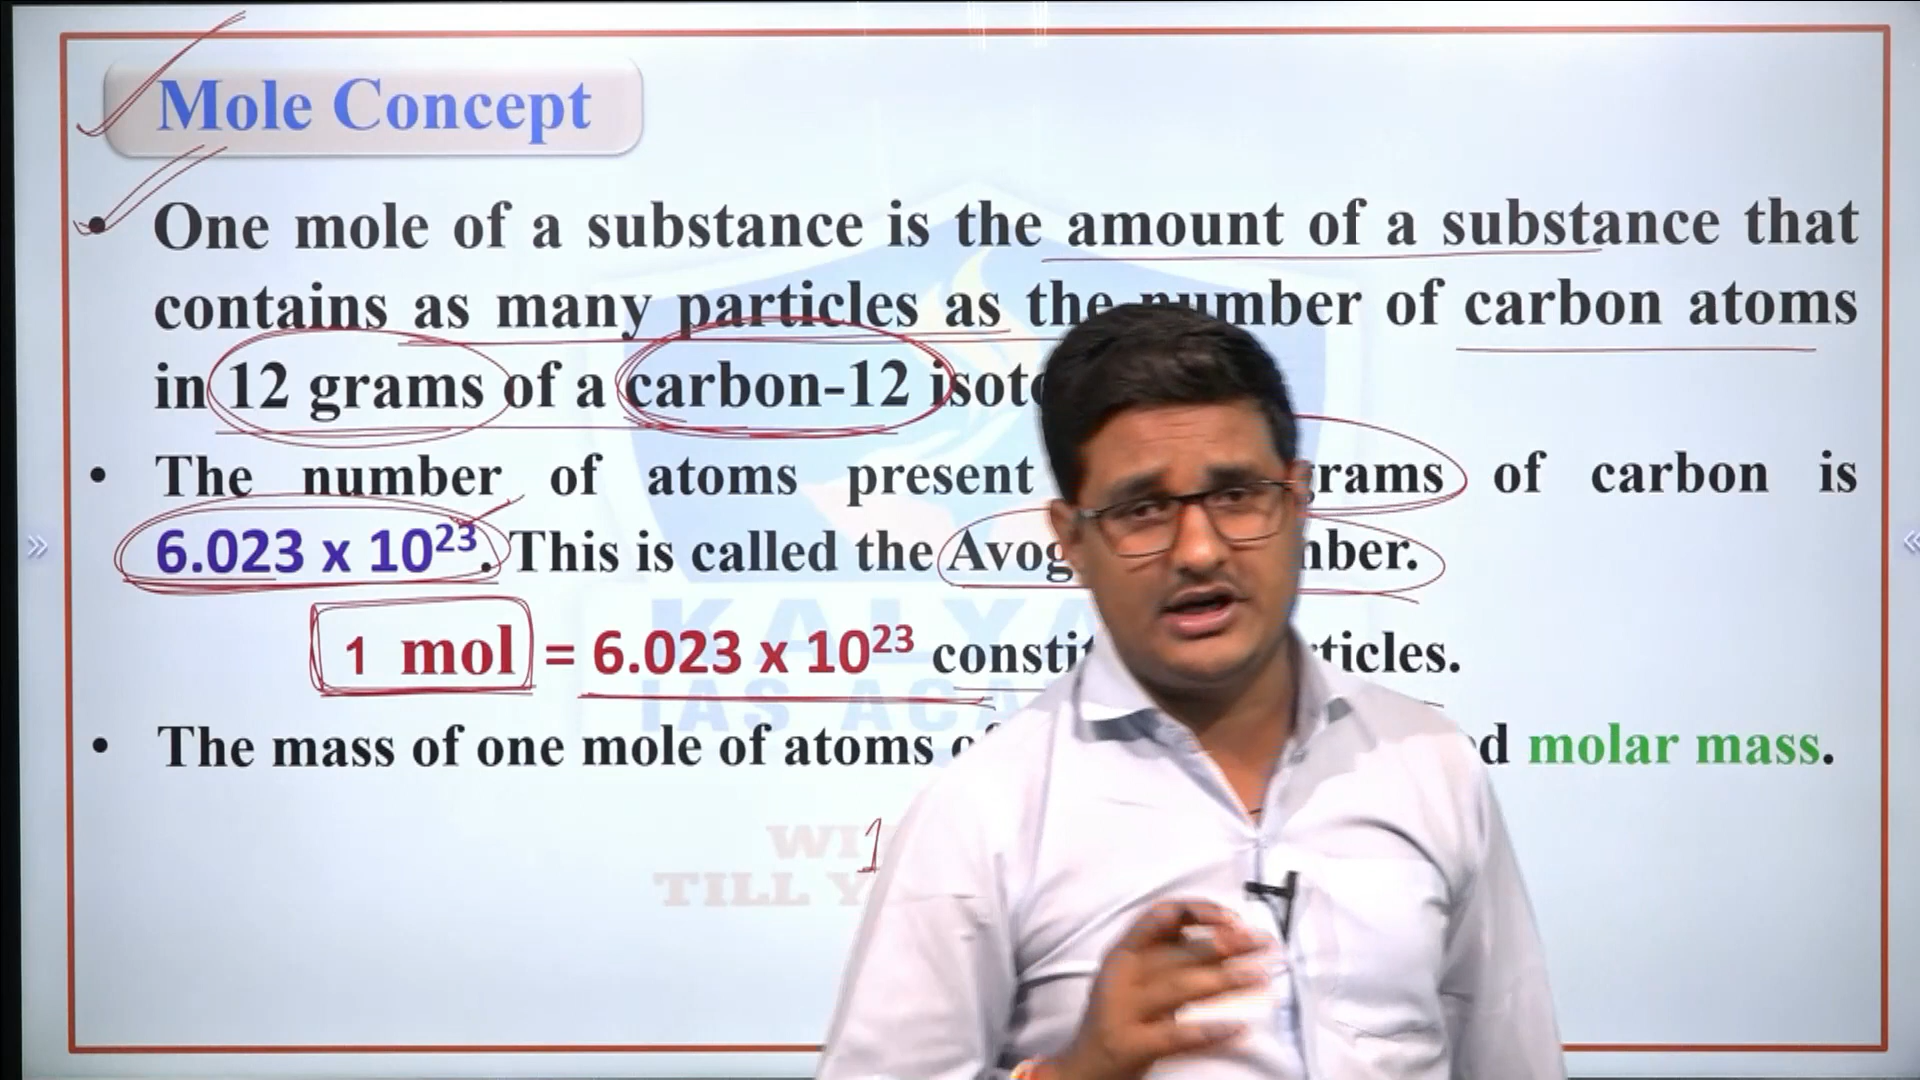 Mole Concept
• One mole of a substance is the amount of a substance that
contains as many particles as the number of carbon atoms
in 12 grams of a carbon-12
• The number of atoms present grams of carbon is
6.023 x 10²³. This is called the
1 mol = 6.023 x 10²³
• The mass of one mole of atoms molar mass.
1
TILL